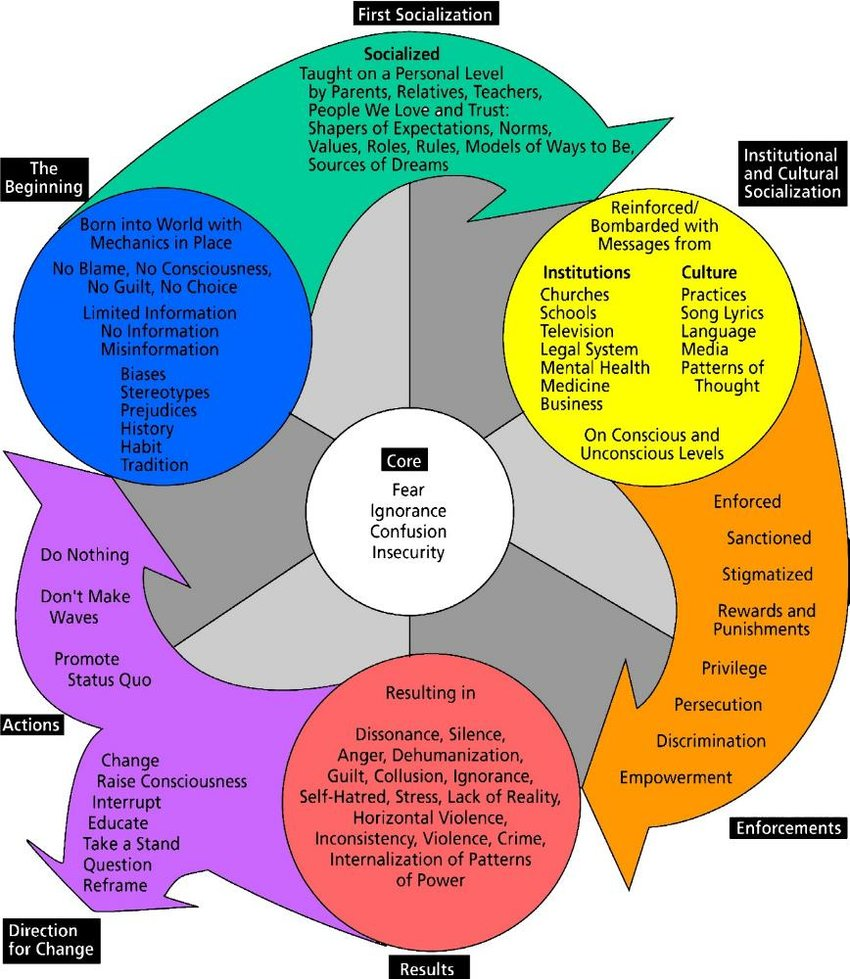 First Socialization
Socialized
Taught on a Personal Level
by Parents, Relatives, Teachers,
People We Love and Trust:
Shapers of Expectations, Norms,
Values, Roles, Rules, Models of Ways to Be,
Sources of Dreams
The
Beginning
Born into World with
Mechanics in Place
No Blame, No Consciousness,
No Guilt, No Choice
Limited Information
No Information
Misinformation
Biases
Stereotypes
Prejudices
History
Habit
Tradition
Institutional
and Cultural
Socialization
Reinforced/
Bombarded with
Messages from
Institutions
Churches
Schools
Television
Legal System
Mental Health
Medicine
Business
Culture
Practices
Song Lyrics
Language
Media
Patterns of
Thought
On Conscious and
Unconscious Levels
Core
Fear
Ignorance
Confusion
Insecurity
Enforced
Sanctioned
Stigmatized
Rewards and
Punishments
Privilege
Persecution
Discrimination
Empowerment
Enforcements
Resulting in
Dissonance, Silence,
Anger, Dehumanization,
Guilt, Collusion, Ignorance,
Self-Hatred, Stress, Lack of Reality,
Horizontal Violence,
Inconsistency, Violence, Crime,
Internalization of Patterns
of Power
Results
Do Nothing
Don't Make
Waves
Promote
Status Quo
Actions
Change
Raise Consciousness
Interrupt
Educate
Take a Stand
Question
Reframe
Direction
for Change